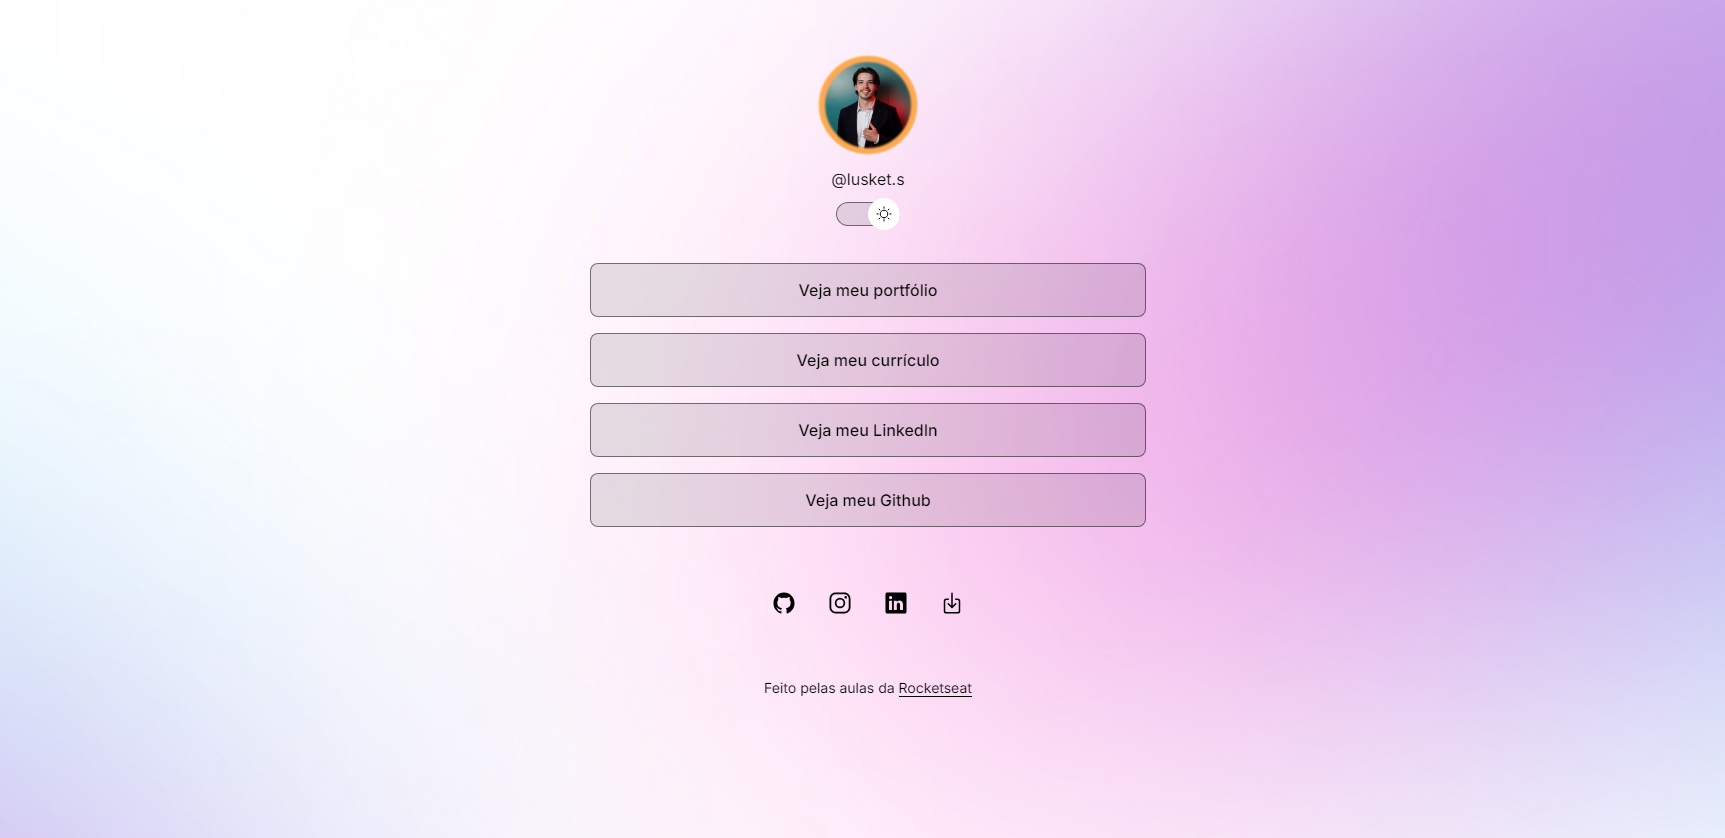 @lusket.s
Veja meu portfólio
Veja meu currículo
Veja meu LinkedIn
Veja meu Github
Feito pelas aulas da Rocketseat